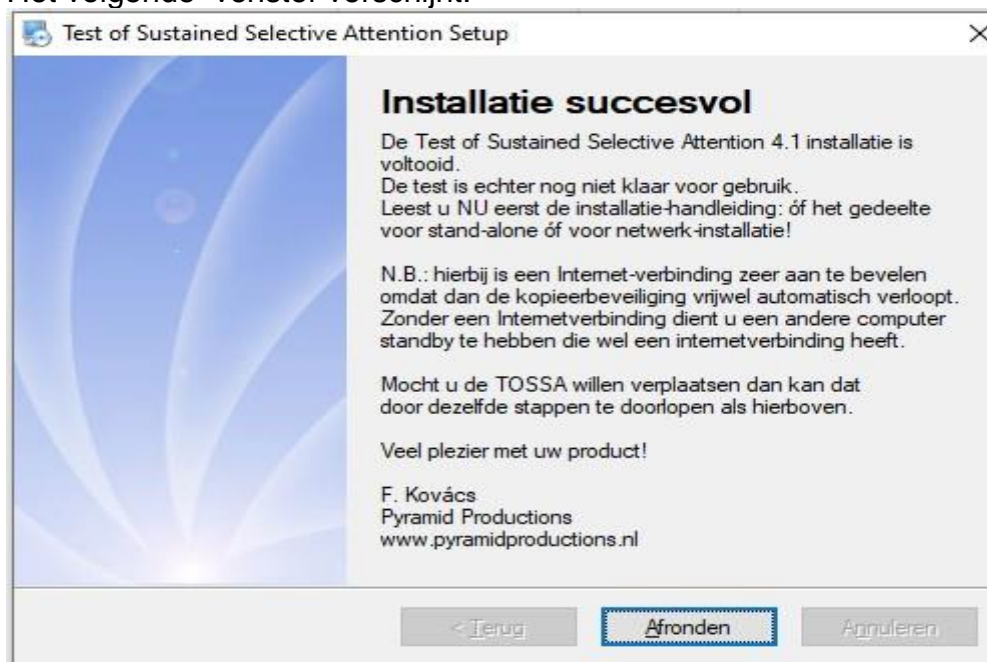 Het volgende venster verschijnt:
Test of Sustained Selective Attention Setup
Installatie succesvol
De Test of Sustained Selective Attention 4.1 installatie is
voltooid.
De test is echter nog niet klaar voor gebruik.
Leest u NU eerst de installatie-handleiding: óf het gedeelte
voor stand-alone óf voor netwerk-installatie!
N.B.: hierbij is een Internet-verbinding zeer aan te bevelen
omdat dan de kopieerbeveiliging vrijwel automatisch verloopt.
Zonder een Internetverbinding dient u een andere computer
standby te hebben die wel een internetverbinding heeft.
Mocht u de TOSSA willen verplaatsen dan kan dat
door dezelfde stappen te doorlopen als hierboven.
Veel plezier met uw product!
F. Kovács
Pyramid Productions
www.pyramidproductions.nl
< Terug Afronden Annuleren